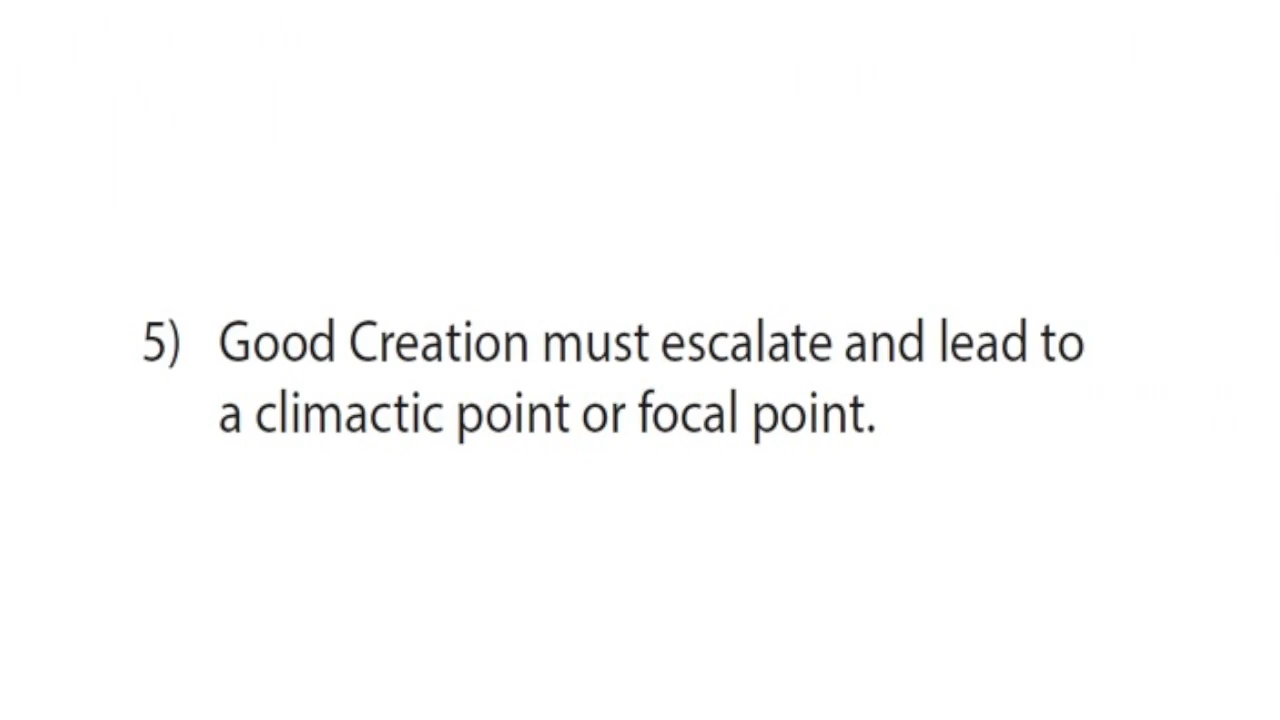 5) Good Creation must escalate and lead to
a climactic point or focal point.